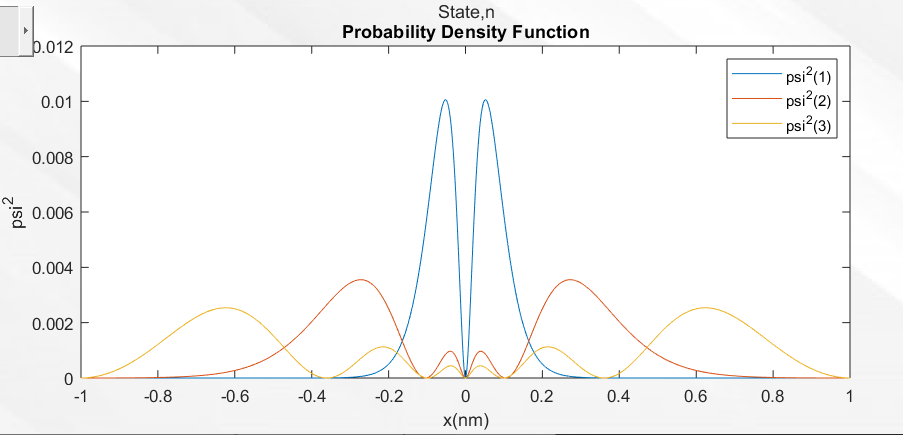 State,n
Probability Density Function
0.012
0.01
0.008
0.006
0.004
0.002
0
psi2
-1 -0.8 -0.6 -0.4 -0.2 0 0.2 0.4 0.6 0.8 1
x(nm)
psi2(1)
psi2(2)
psi2(3)